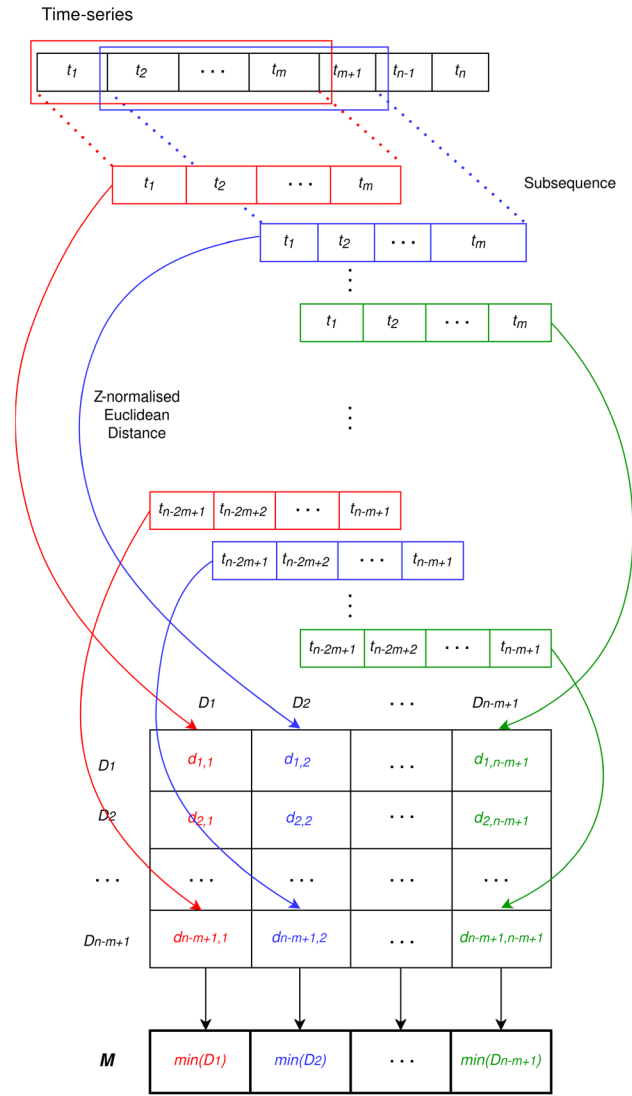 Time-series
t1 t2 ... tm tm+1 tn-1 tn
t1 t2 ... tm
Subsequence
t1 t2 ... tm
t1 t2 ... tm
Z-normalised
Euclidean
Distance
tn-2m+1 tn-2m+2 ... tn-m+1
tn-2m+1 tn-2m+2 ... tn-m+1
tn-2m+1 tn-2m+2 ... tn-m+1
D1 D2 ... Dn-m+1
D1 d1,1 d1,2 ... d1,n-m+1
D2 d2,1 d2,2 ... d2,n-m+1
... ... ... ... ...
Dn-m+1 dn-m+1,1 dn-m+1,2 ... dn-m+1,n-m+1
M min(D1) min(D2) ... min(Dn-m+1)